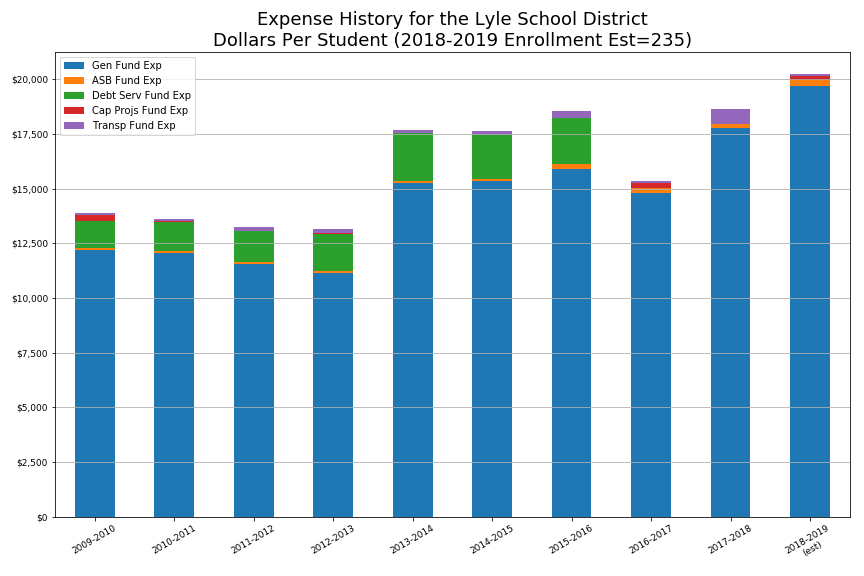 Expense History for the Lyle School District
Dollars Per Student (2018-2019 Enrollment Est=235)
Gen Fund Exp
ASB Fund Exp
Debt Serv Fund Exp
Cap Projs Fund Exp
Transp Fund Exp
$20,000
$17,500
$15,000
$12,500
$10,000
$7,500
$5,000
$2,500
$0
2009-2010
2010-2011
2011-2012
2012-2013
2013-2014
2014-2015
2015-2016
2016-2017
2017-2018
2018-2019
(est)